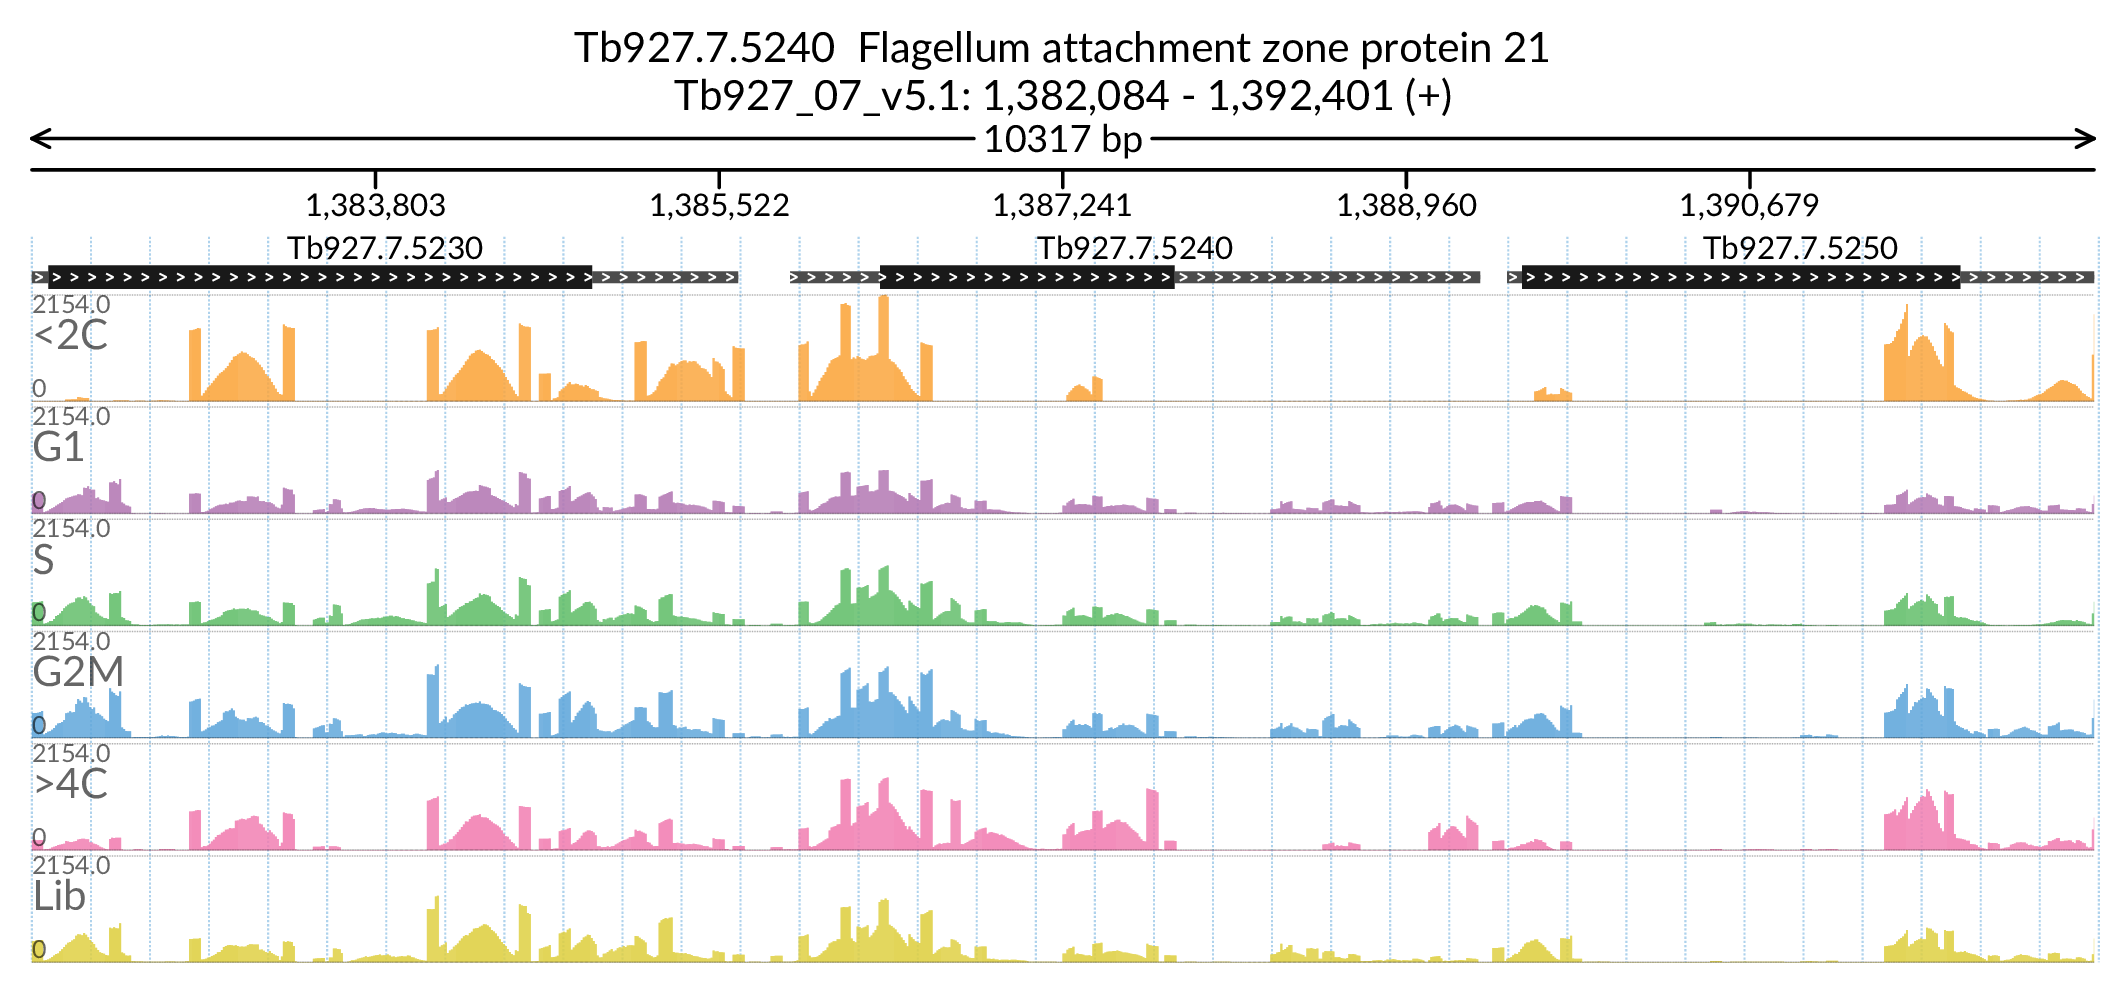 Tb927.7.5240  Flagellum attachment zone protein 21
Tb927_07_v5.1: 1,382,084 - 1,392,401 (+)
10317 bp
1,383,803 1,385,522 1,387,241 1,388,960 1,390,679
Tb927.7.5230 Tb927.7.5240 Tb927.7.5250
2154.0
<2C
0
2154.0
G1
0
2154.0
S
0
2154.0
G2M
0
2154.0
>4C
0
2154.0
Lib
0